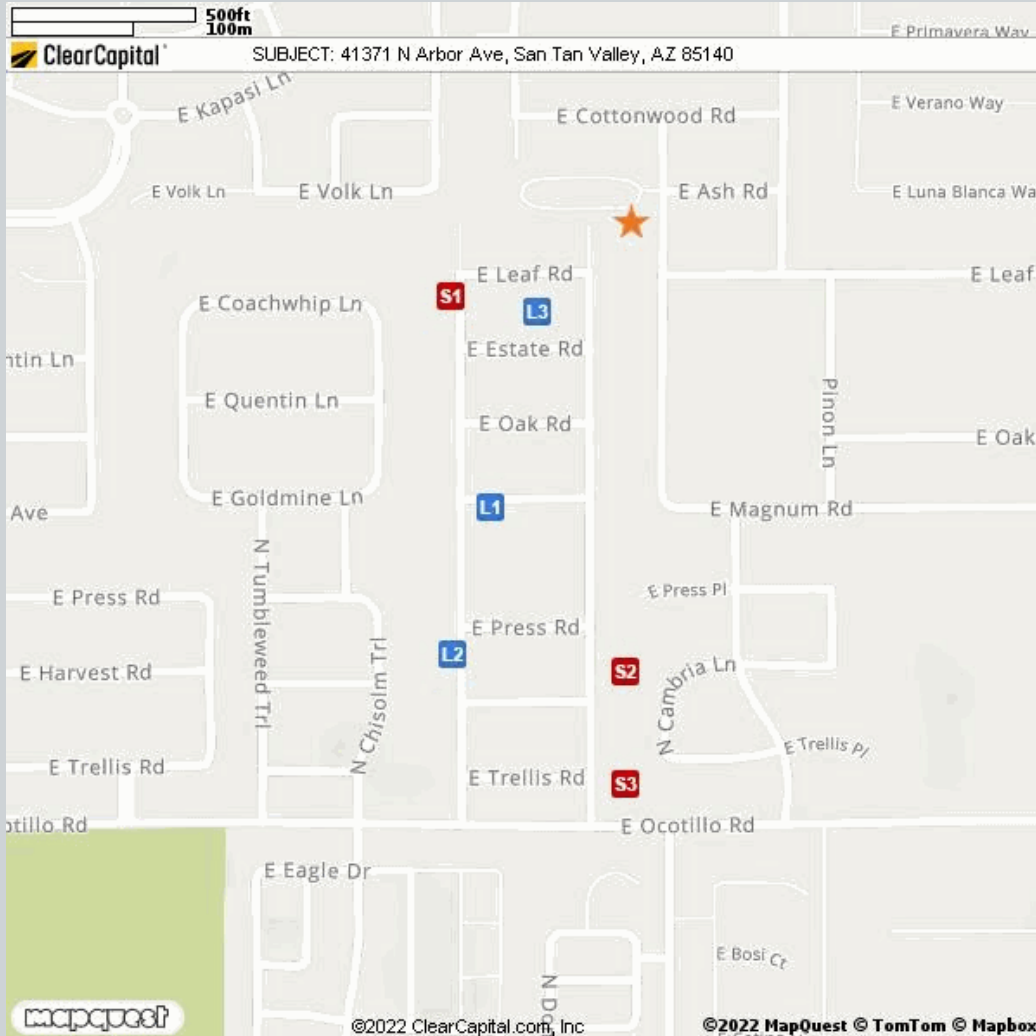 500ft
100m
E Primavera Way
ClearCapital
SUBJECT: 41371 N Arbor Ave, San Tan Valley, AZ 85140
E Kapasi Ln
E Cottonwood Rd
E Verano Way
E Volk Ln
E Volk Ln
E Ash Rd
E Luna Blanca Wa
E Leaf Rd
E Leaf
S1
E Coachwhip Ln
L3
E Estate Rd
ntin Ln
E Quentin Ln
Pinon Ln
E Oak Rd
E Oak
E Goldmine Ln
L1
Ave
E Magnum Rd
N Tumbleweed Trl
E Press Rd
E Press Pl
E Press Rd
L2
E Harvest Rd
S2
N Cambria Ln
N Chisolm Trl
E Trellis Pl
E Trellis Rd
E Trellis Rd
S3
otillo Rd
E Ocotillo Rd
E Eagle Dr
E Bosi Ct
N Do
mapquest
©2022 ClearCapital.com, Inc
©2022 MapQuest © TomTom © Mapbox